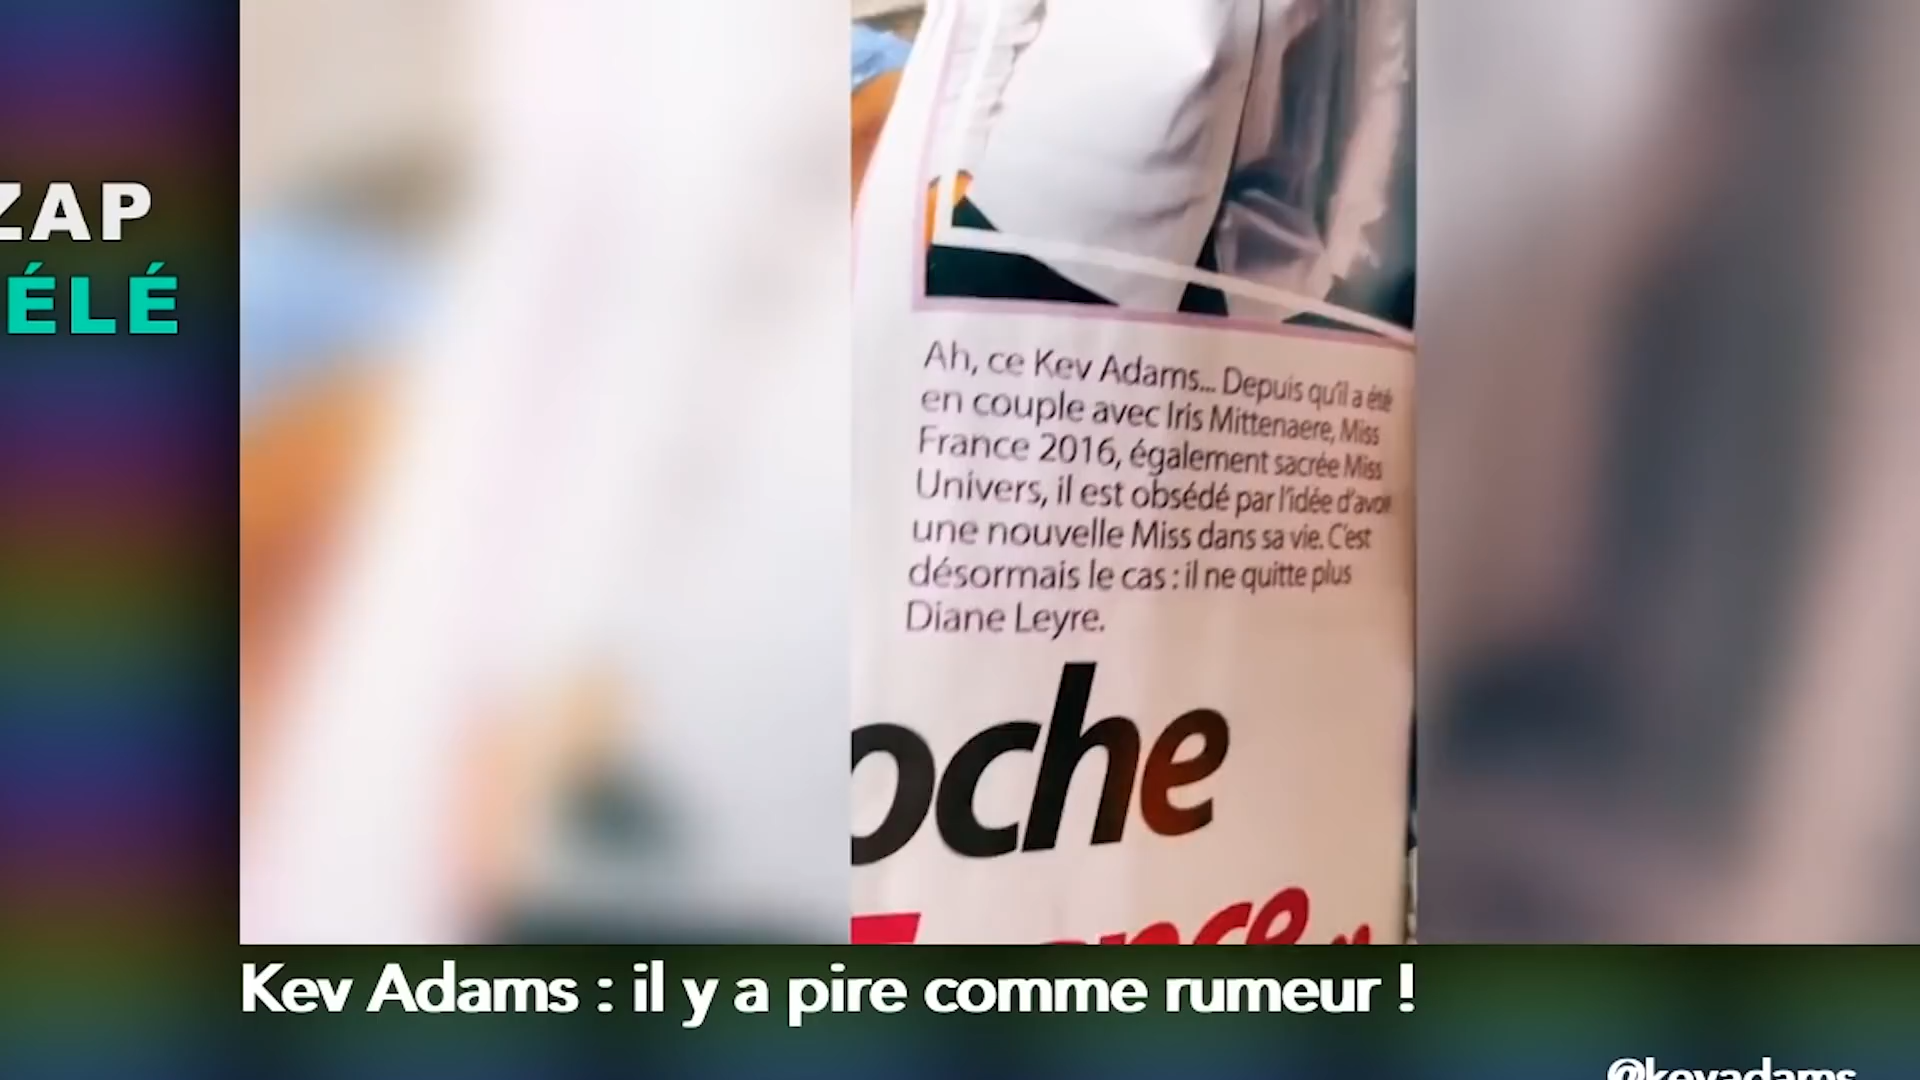 ZAP
ÉLÉ
Ah, ce Kev Adams... Depuis qu'il a été
en couple avec Iris Mittenaere, Miss
France 2016, également sacrée Miss
Univers, il est obsédé par l'idée d'avoir
une nouvelle Miss dans sa vie. C'est
désormais le cas : il ne quitte plus
Diane Leyre.
oche
Kev Adams : il y a pire comme rumeur !
@kevadams